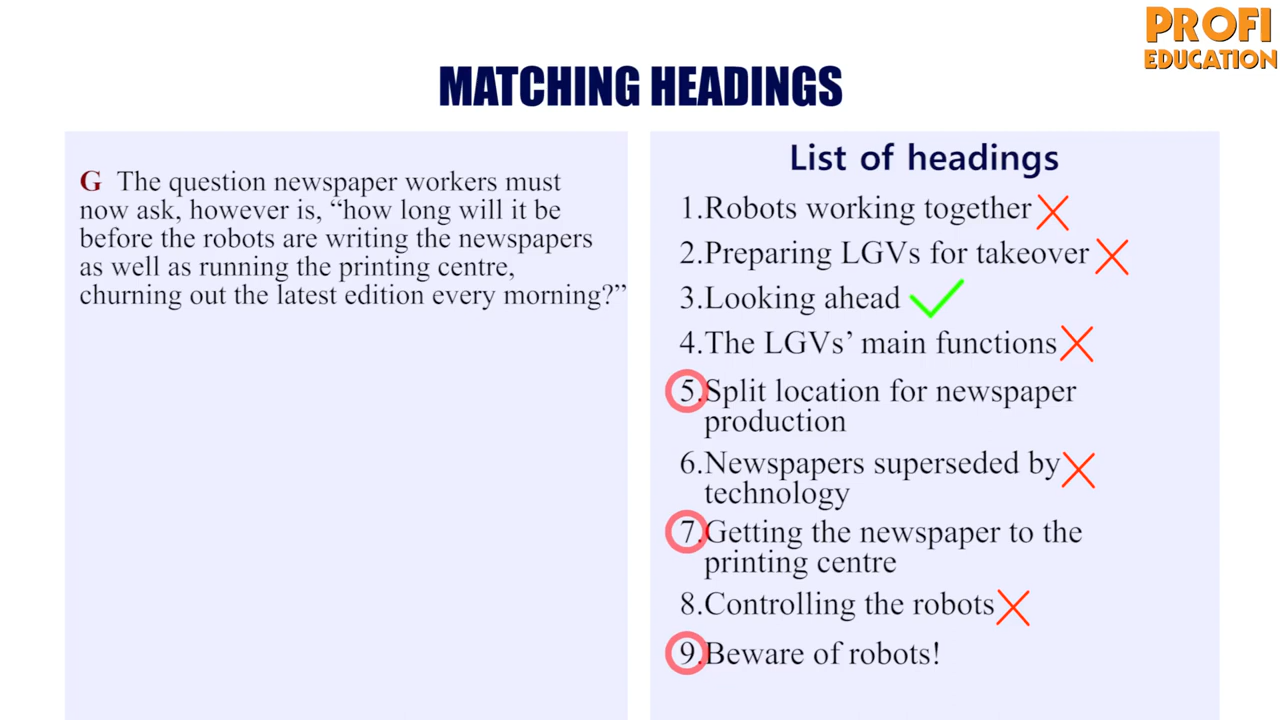 PROFI
EDUCATION
MATCHING HEADINGS
G The question newspaper workers must
now ask, however is, “how long will it be
before the robots are writing the newspapers
as well as running the printing centre,
churning out the latest edition every morning?”
List of headings
1.Robots working together
2.Preparing LGVs for takeover
3.Looking ahead
4.The LGVs’ main functions
5.Split location for newspaper
production
6.Newspapers superseded by
technology
7.Getting the newspaper to the
printing centre
8.Controlling the robots
9.Beware of robots!